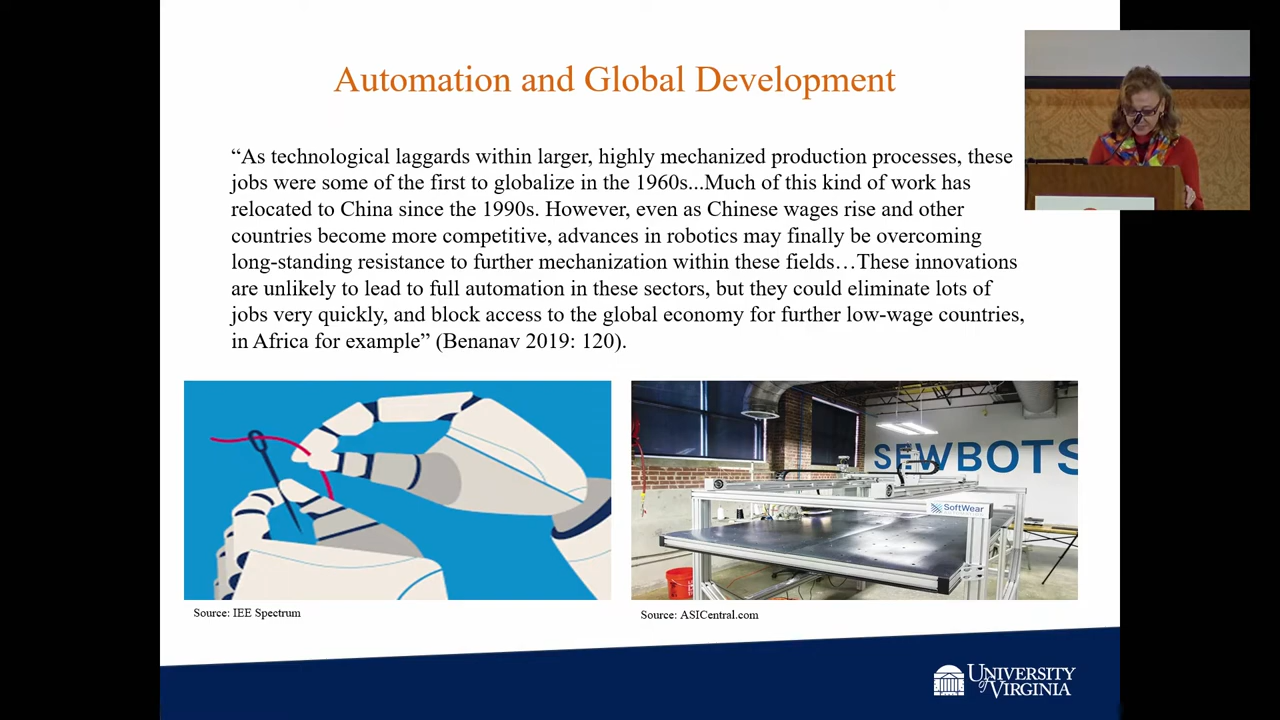 Automation and Global Development
“As technological laggards within larger, highly mechanized production processes, these
jobs were some of the first to globalize in the 1960s...Much of this kind of work has
relocated to China since the 1990s. However, even as Chinese wages rise and other
countries become more competitive, advances in robotics may finally be overcoming
long-standing resistance to further mechanization within these fields…These innovations
are unlikely to lead to full automation in these sectors, but they could eliminate lots of
jobs very quickly, and block access to the global economy for further low-wage countries,
in Africa for example” (Benanav 2019: 120).
SEWBOTS
SoftWear
Source: IEE Spectrum
Source: ASICentral.com
UNIVERSITY
of VIRGINIA